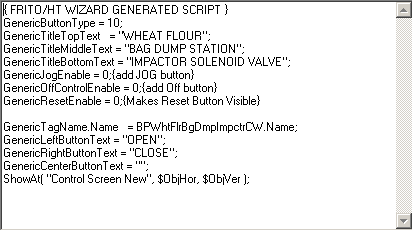 { FRITO/HT WIZARD GENERATED SCRIPT }
GenericButtonType = 10;
GenericTitleTopText = "WHEAT FLOUR";
GenericTitleMiddleText = "BAG DUMP STATION";
GenericTitleBottomText = "IMPACTOR SOLENOID VALVE";
GenericJogEnable = 0;{add JOG button}
GenericOffControlEnable = 0;{add Off button}
GenericResetEnable = 0;{Makes Reset Button Visible}
GenericTagName.Name = BPWhtFlrBgDmpImpctrCW.Name;
GenericLeftButtonText = "OPEN";
GenericRightButtonText = "CLOSE";
GenericCenterButtonText = "";
ShowAt( "Control Screen New", $ObjHor, $ObjVer );